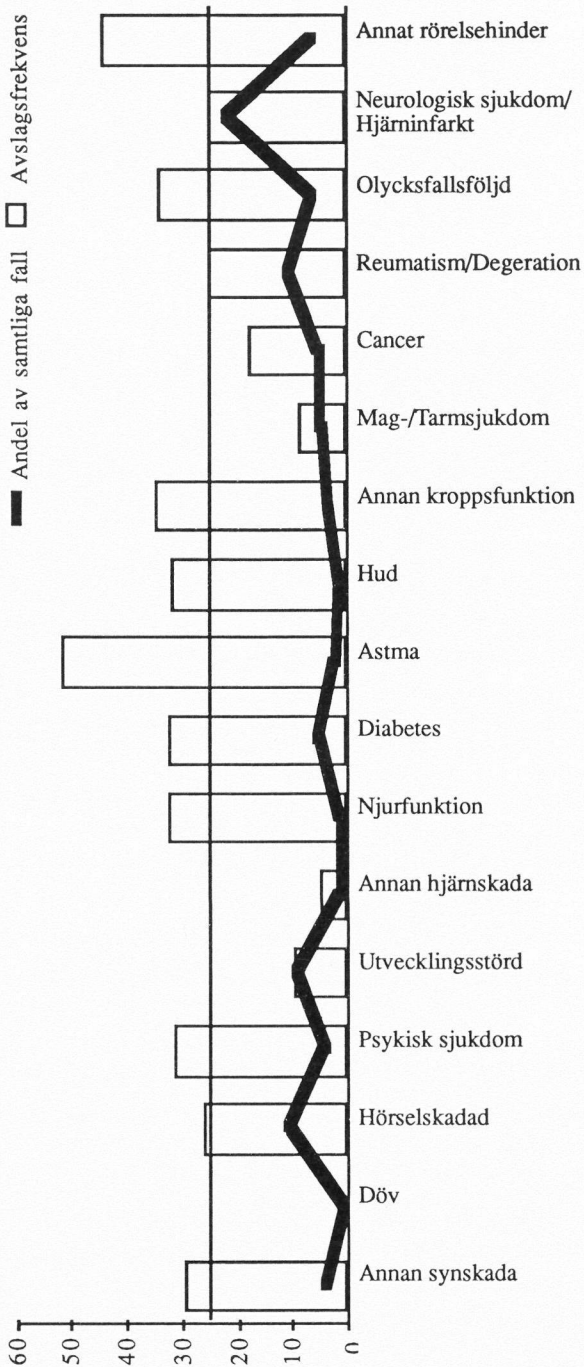 Andel av samtliga fall
Avslagsfrekvens
Annat rörelsehinder
Neurologisk sjukdom/
Hjärninfarkt
Olycksfallsföljd
Reumatism/Degeration
Cancer
Mag-/Tarmsjukdom
Annan kroppsfunktion
Hud
Astma
Diabetes
Njurfunktion
Annan hjärnskada
Utvecklingsstörd
Psykisk sjukdom
Hörselskadad
Döv
Annan synskada
60
50
40
30
20
10
0